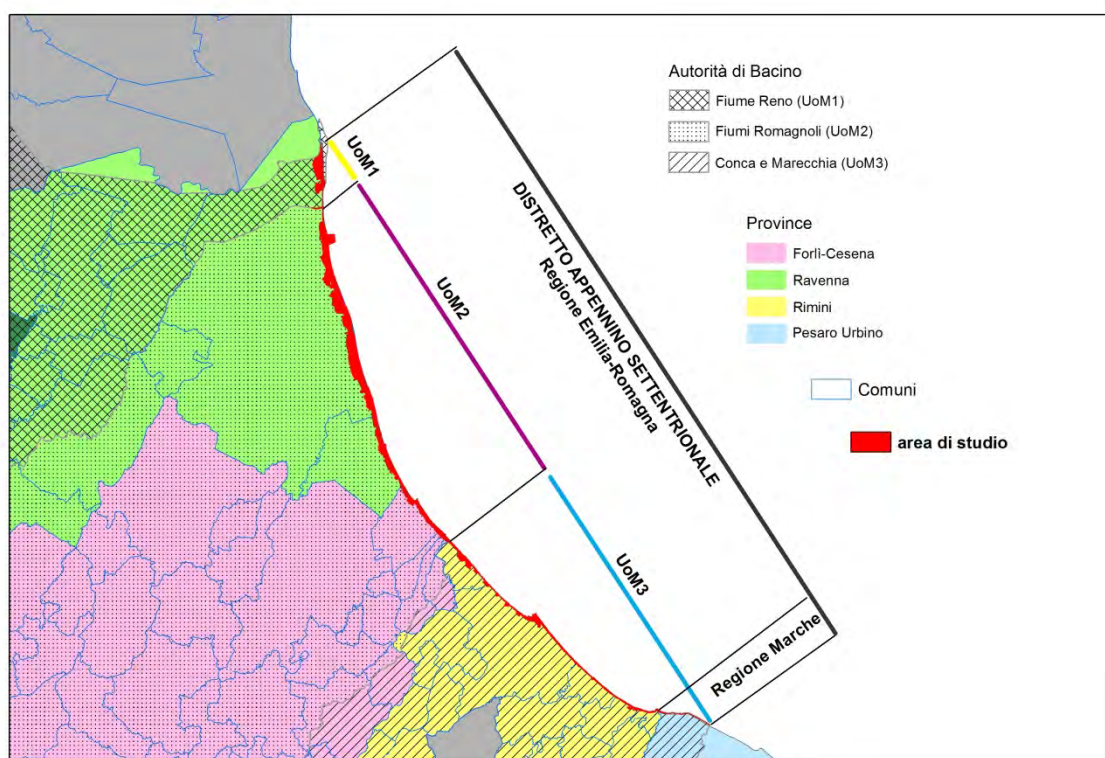 Autorità di Bacino
Fiume Reno (UoM1)
Fiumi Romagnoli (UoM2)
Conca e Marecchia (UoM3)
Province
Forlì-Cesena
Ravenna
Rimini
Pesaro Urbino
Comuni
area di studio
UoM1
UoM2
UoM3
DISTRETTO APPENNINO SETTENTRIONALE
Regione Emilia-Romagna
Regione Marche